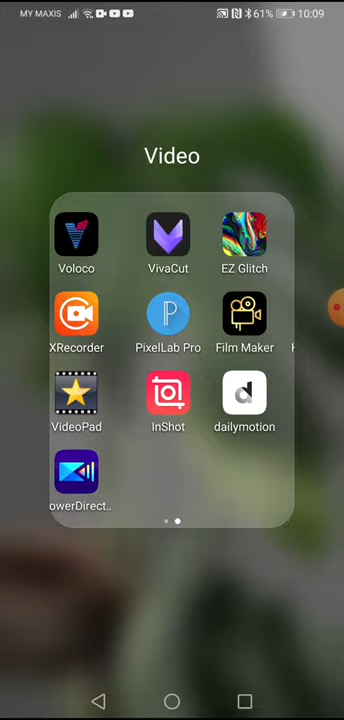 MY MAXIS 61% 10:09
Video
Voloco VivaCut EZ Glitch
XRecorder PixelLab Pro Film Maker
VideoPad InShot dailymotion
owerDirect..